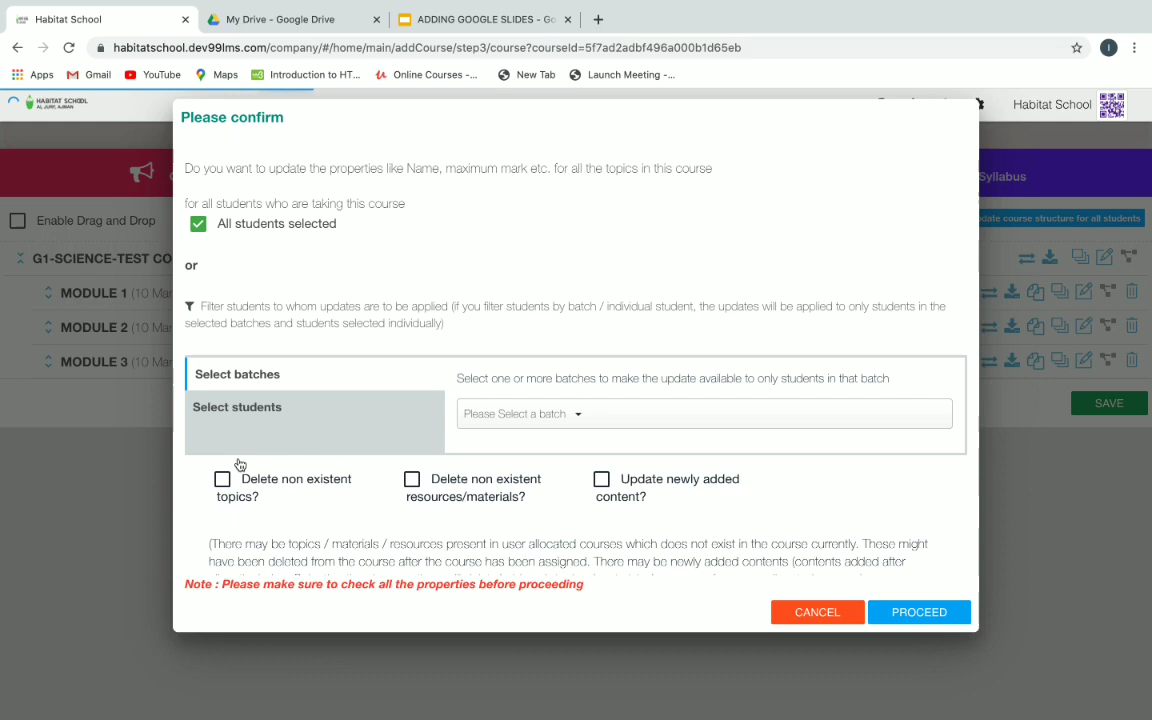 Habitat School
My Drive - Google Drive
ADDING GOOGLE SLIDES - Go
habitatschool.dev99lms.com/company/#/home/main/addCourse/step3/course?courseId=5f7ad2adbf496a000b1d65eb
I
Apps
Gmail
YouTube
Maps
Introduction to HT...
Online Courses -...
New Tab
Launch Meeting -...
HABITAT SCHOOL
AL JURF, AJMAN
Habitat School
Please confirm
Do you want to update the properties like Name, maximum mark etc. for all the topics in this course
Syllabus
for all students who are taking this course
Enable Drag and Drop
All students selected
date course structure for all students
G1-SCIENCE-TEST CO
or
MODULE 1 (10 Mar
Filter students to whom updates are to be applied (if you filter students by batch / individual student, the updates will be applied to only students in the
selected batches and students selected individually)
MODULE 2 (10 Mar
MODULE 3 (10 Mar
Select batches
Select one or more batches to make the update available to only students in that batch
Select students
Please Select a batch
SAVE
Delete non existent
topics?
Delete non existent
resources/materials?
Update newly added
content?
(There may be topics / materials / resources present in user allocated courses which does not exist in the course currently. These might
have been deleted from the course after the course has been assigned. There may be newly added contents (contents added after
Note : Please make sure to check all the properties before proceeding
CANCEL
PROCEED